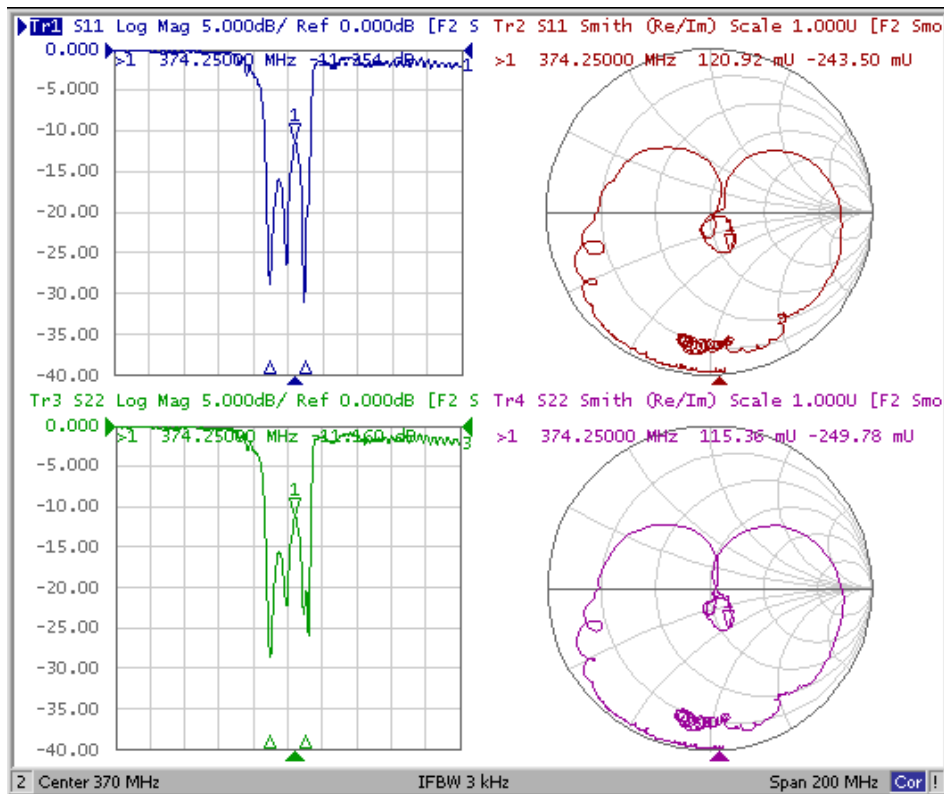 Tr1 S11 Log Mag 5.000dB/ Ref 0.000dB [F2 S
Tr2 S11 Smith (Re/Im) Scale 1.000U [F2 Smo
>1 374.25000 MHz -11.354 dB
>1 374.25000 MHz 120.92 mU -243.50 mU
0.000
-5.000
-10.00
-15.00
-20.00
-25.00
-30.00
-35.00
-40.00
1
1
Tr3 S22 Log Mag 5.000dB/ Ref 0.000dB [F2 S
Tr4 S22 Smith (Re/Im) Scale 1.000U [F2 Smo
>1 374.25000 MHz -11.160 dB
>1 374.25000 MHz 115.36 mU -249.78 mU
0.000
-5.000
-10.00
-15.00
-20.00
-25.00
-30.00
-35.00
-40.00
1
3
2 Center 370 MHz IFBW 3 kHz Span 200 MHz Cor !